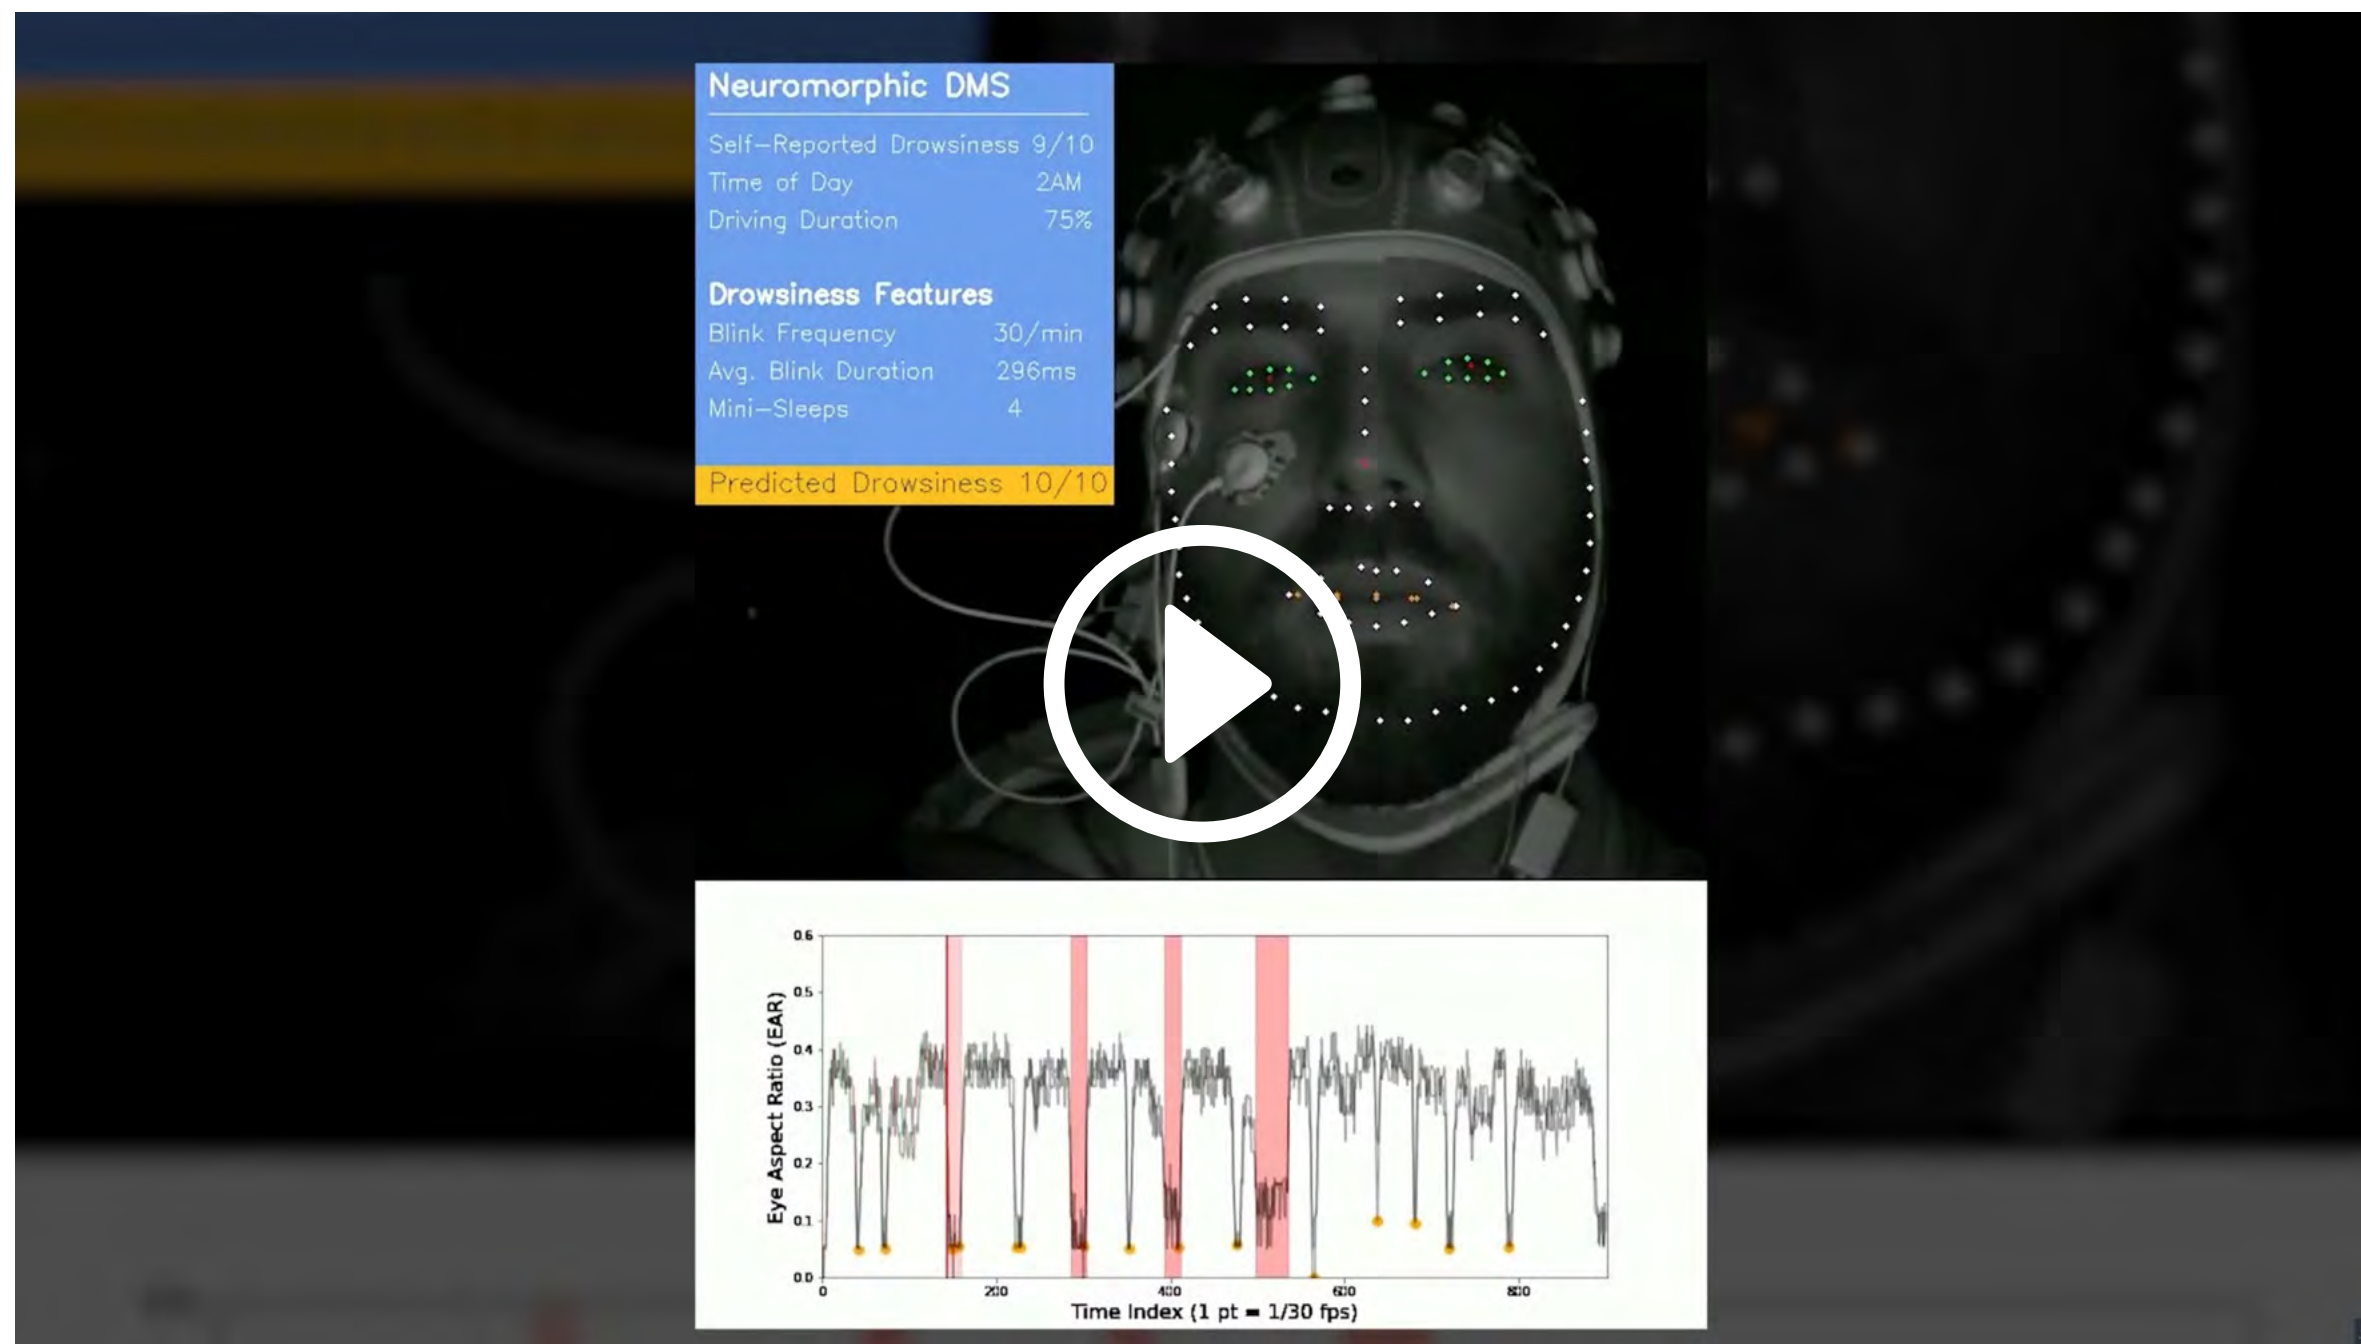 Neuromorphic DMS
Self-Reported Drowsiness 9/10
Time of Day 2AM
Driving Duration 75%
Drowsiness Features
Blink Frequency 30/min
Avg. Blink Duration 296ms
Mini-Sleeps 4
Predicted Drowsiness 10/10
Eye Aspect Ratio (EAR)
0.6
0.5
0.4
0.3
0.2
0.1
0.0
0 200 400 600 800
Time Index (1 pt = 1/30 fps)